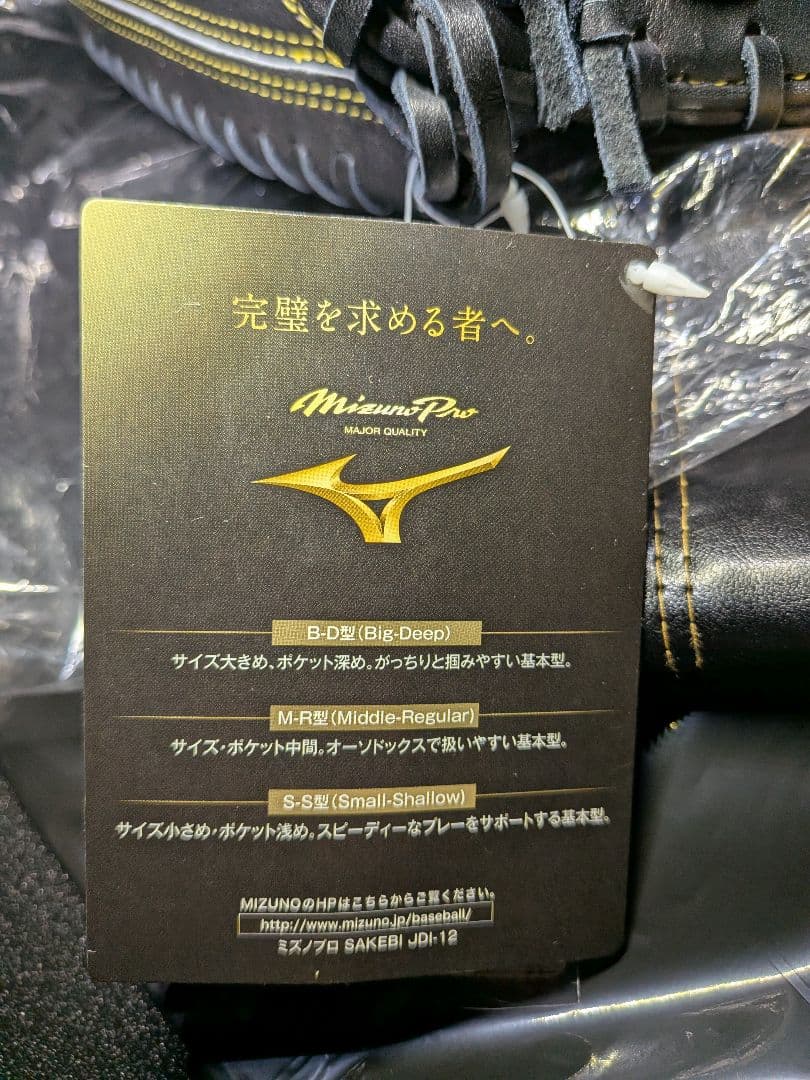 完璧を求める者へ。
Mizuno Pro
MAJOR QUALITY
B-D型(Big-Deep)
サイズ大きめ、ポケット深め。がっちりと掴みやすい基本型。
M-R型(Middle-Regular)
サイズ・ポケット中間。オーソドックスで扱いやすい基本型。
S-S型(Small-Shallow)
サイズ小さめ・ポケット浅め。スピーディーなプレーをサポートする基本型。
MIZUNOのHPはこちらからご覧ください。
http://www.mizuno.jp/baseball/
ミズノプロ SAKEBI JDI-12